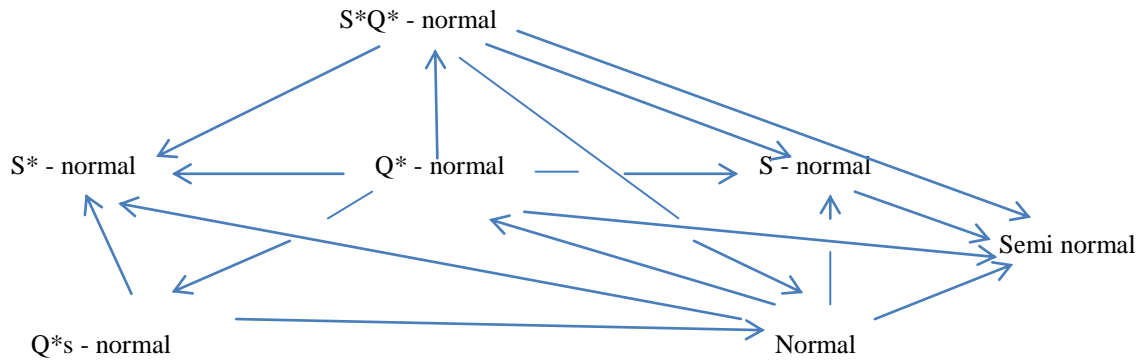 S*Q* - normal
S* - normal
Q* - normal
S - normal
Semi normal
Q*s - normal
Normal